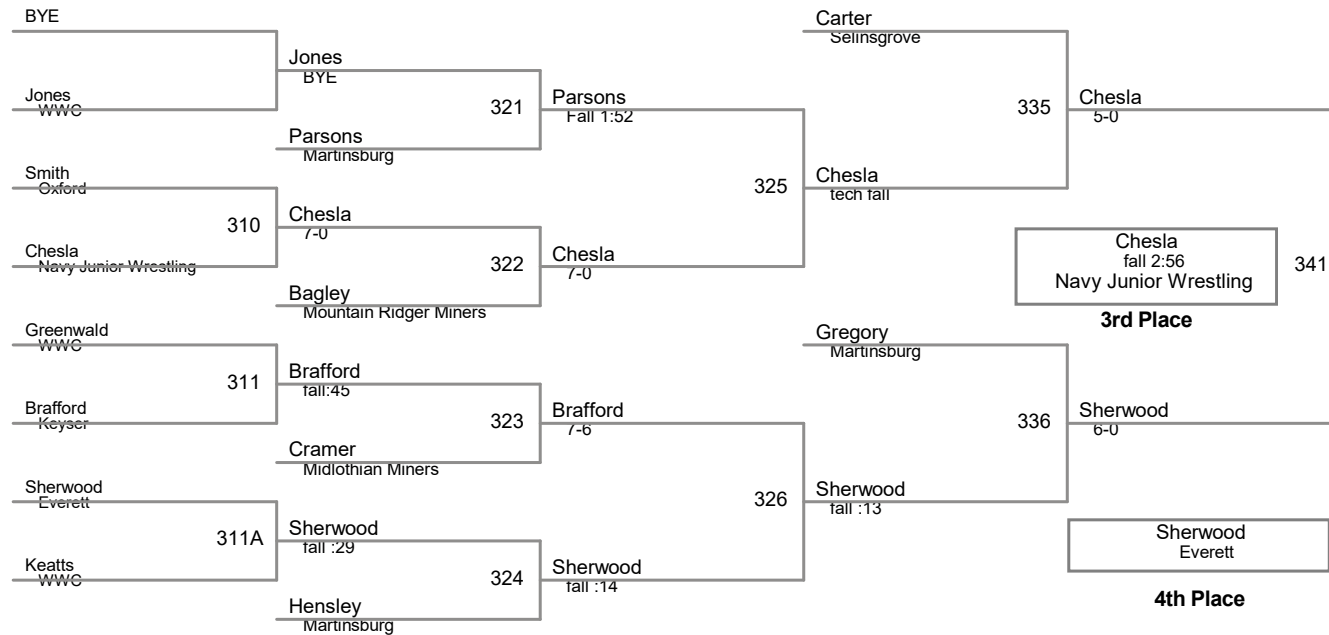 BYE
Jones
WWC
Smith
Oxford
Chesla
Navy Junior Wrestling
Greenwald
WWC
Brafford
Keyser
Sherwood
Everett
Keatts
WWC
310
311
311A
Jones
BYE
Parsons
Martinsburg
Chesla
7-0
Bagley
Mountain Ridger Miners
Brafford
fall:45
Cramer
Midlothian Miners
Sherwood
fall :29
Hensley
Martinsburg
321
322
323
324
Parsons
Fall 1:52
Chesla
7-0
Brafford
7-6
Sherwood
fall :14
325
326
Carter
Selinsgrove
Chesla
tech fall
Gregory
Martinsburg
Sherwood
fall :13
335
336
Chesla
5-0
Chesla
fall 2:56
Navy Junior Wrestling
341
3rd Place
Sherwood
6-0
Sherwood
Everett
4th Place